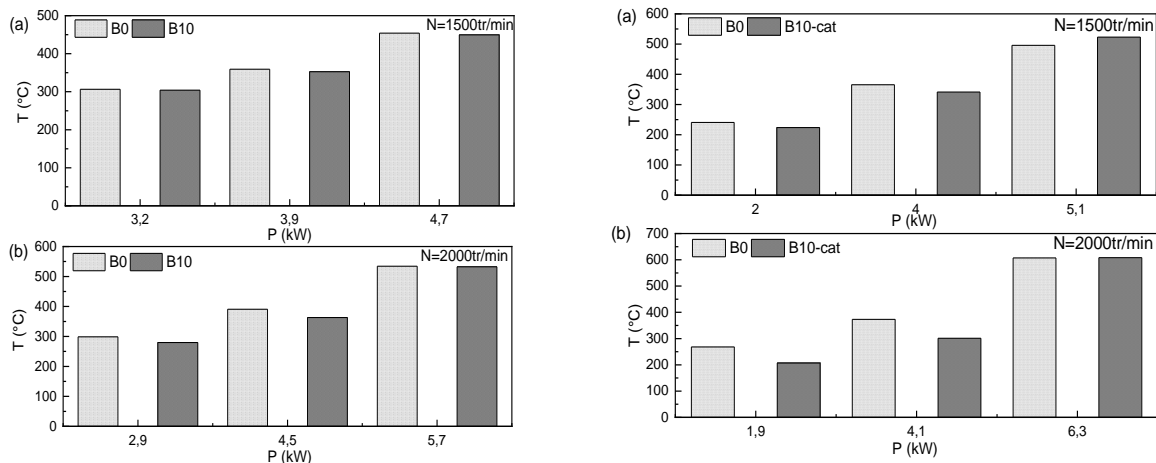 (a)
B0 B10
N=1500tr/min
T (°C)
500
400
300
200
100
0
3,2 3,9 4,7
P (kW)
(b)
B0 B10
N=2000tr/min
T (°C)
600
500
400
300
200
100
0
2,9 4,5 5,7
P (kW)
(a)
B0 B10-cat
N=1500tr/min
T (°C)
600
500
400
300
200
100
0
2 4 5,1
P (kW)
(b)
B0 B10-cat
N=2000tr/min
T (°C)
700
600
500
400
300
200
100
0
1,9 4,1 6,3
P (kW)